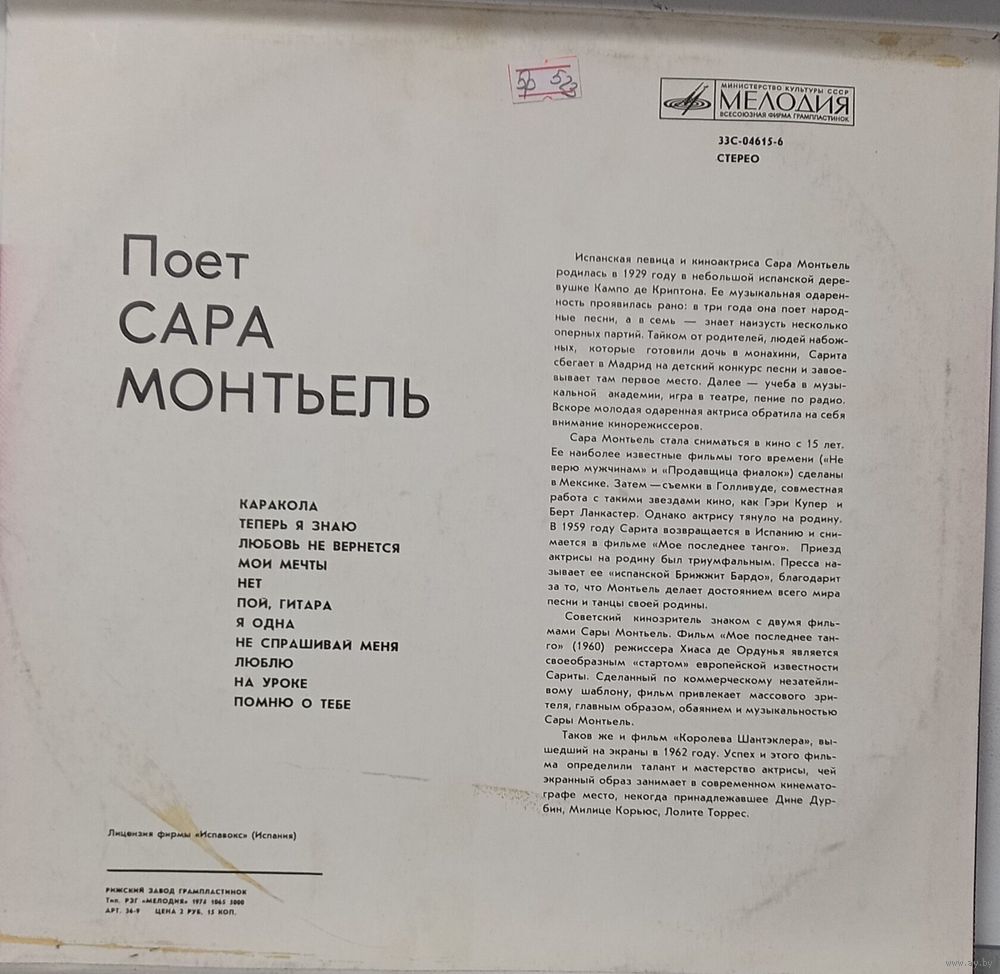 5р 52з
МИНИСТЕРСТВО КУЛЬТУРЫ СССР
МЕЛОДИЯ
ВСЕСОЮЗНАЯ ФИРМА ГРАМПЛАСТИНОК
33С-04615-6
СТЕРЕО
Поет
САРА
МОНТЬЕЛЬ
КАРАКОЛА
ТЕПЕРЬ Я ЗНАЮ
ЛЮБОВЬ НЕ ВЕРНЕТСЯ
МОИ МЕЧТЫ
НЕТ
ПОЙ, ГИТАРА
Я ОДНА
НЕ СПРАШИВАЙ МЕНЯ
ЛЮБЛЮ
НА УРОКЕ
ПОМНЮ О ТЕБЕ
Испанская певица и киноактриса Сара Монтьель
родилась в 1929 году в небольшой испанской дере-
вушке Кампо де Криптона. Ее музыкальная одарен-
ность проявилась рано: в три года она поет народ-
ные песни, а в семь — знает наизусть несколько
оперных партий. Тайком от родителей, людей набож-
ных, которые готовили дочь в монахини, Сарита
сбегает в Мадрид на детский конкурс песни и завое-
вывает там первое место. Далее — учеба в музы-
кальной академии, игра в театре, пение по радио.
Вскоре молодая одаренная актриса обратила на себя
внимание кинорежиссеров.
Сара Монтьель стала сниматься в кино с 15 лет.
Ее наиболее известные фильмы того времени («Не
верю мужчинам» и «Продавщица фиалок») сделаны
в Мексике. Затем — съемки в Голливуде, совместная
работа с такими звездами кино, как Гэри Купер и
Берт Ланкастер. Однако актрису тянуло на родину.
В 1959 году Сарита возвращается в Испанию и сни-
мается в фильме «Мое последнее танго». Приезд
актрисы на родину был триумфальным. Пресса на-
зывает ее «испанской Брижжит Бардо», благодарит
за то, что Монтьель делает достоянием всего мира
песни и танцы своей родины.
Советский кинозритель знаком с двумя филь-
мами Сары Монтьель. Фильм «Мое последнее тан-
го» (1960) режиссера Хиаса де Ордунья является
своеобразным «стартом» европейской известности
Сариты. Сделанный по коммерческому незатейли-
вому шаблону, фильм привлекает массового зри-
теля, главным образом, обаянием и музыкальностью
Сары Монтьель.
Таков же и фильм «Королева Шантэклера», вы-
шедший на экраны в 1962 году. Успех и этого филь-
ма определили талант и мастерство актрисы, чей
экранный образ занимает в современном кинемато-
графе место, некогда принадлежавшее Дине Дур-
бин, Милице Корьюс, Лолите Торрес.
Лицензия фирмы «Испавокс» (Испания)
РИЖСКИЙ ЗАВОД ГРАМПЛАСТИНОК
Тип. РЗГ «МЕЛОДИЯ» 1974 1065 5000
АРТ. 36-9 ЦЕНА 2 РУБ. 15 КОП.
www.ay.by